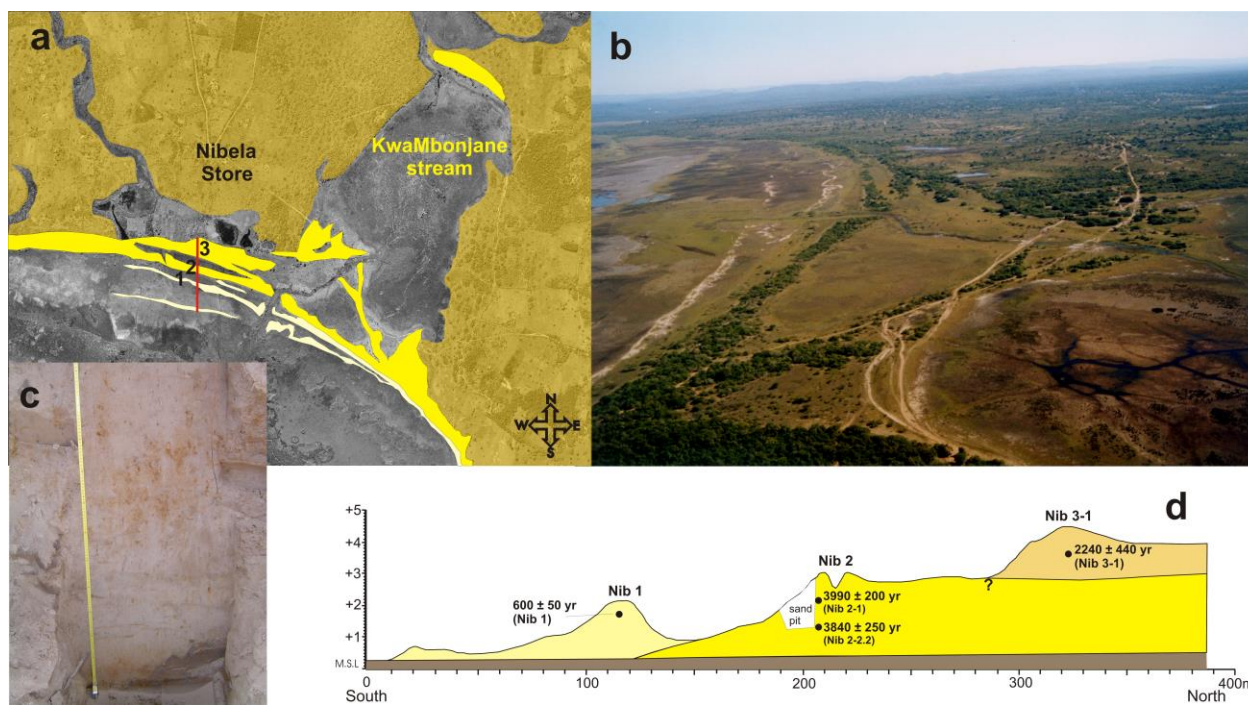 a
Nibela
Store
KwaMbonjane
stream
3
2
1
N
W E
S
b
c
d
+5
+4
+3
+2
+1
M.S.L
Nib 1
600 ± 50 yr
(Nib 1)
Nib 2
sand
pit
3990 ± 200 yr
(Nib 2-1)
3840 ± 250 yr
(Nib 2-2.2)
?
Nib 3-1
2240 ± 440 yr
(Nib 3-1)
0 100 200 300 400m
South North